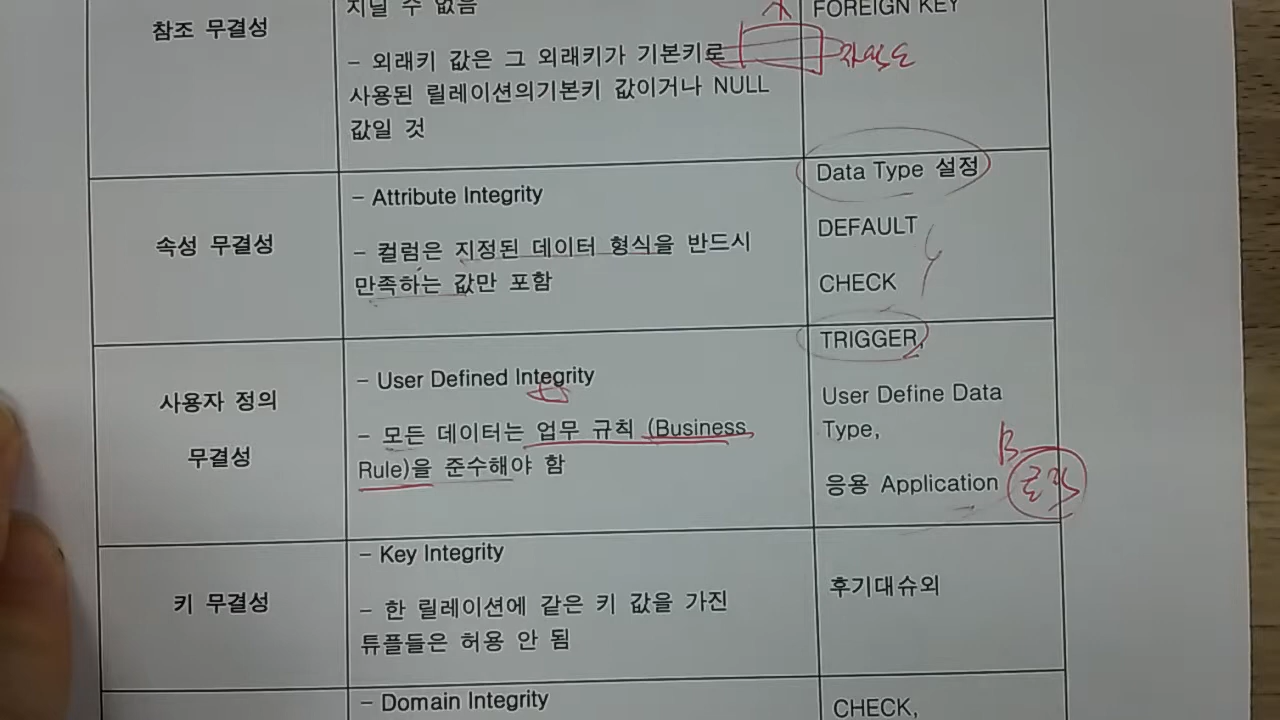 지닐 수 없음
FOREIGN KEY
참조 무결성
– 외래키 값은 그 외래키가 기본키로
사용된 릴레이션의기본키 값이거나 NULL
값일 것
속성 무결성
– Attribute Integrity
– 컬럼은 지정된 데이터 형식을 반드시
만족하는 값만 포함
Data Type 설정
DEFAULT
CHECK
사용자 정의
무결성
– User Defined Integrity
– 모든 데이터는 업무 규칙 (Business
Rule)을 준수해야 함
TRIGGER,
User Define Data
Type,
응용 Application
B
로직
키 무결성
– Key Integrity
– 한 릴레이션에 같은 키 값을 가진
튜플들은 허용 안 됨
후기대슈외
– Domain Integrity
CHECK,